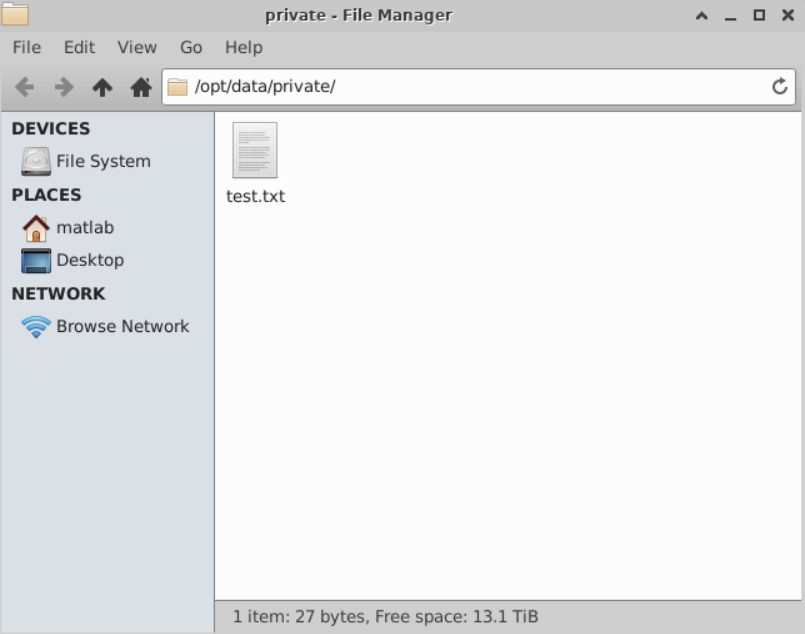 private - File Manager
File Edit View Go Help
/opt/data/private/
DEVICES
File System
PLACES
matlab
Desktop
NETWORK
Browse Network
test.txt
1 item: 27 bytes, Free space: 13.1 TiB